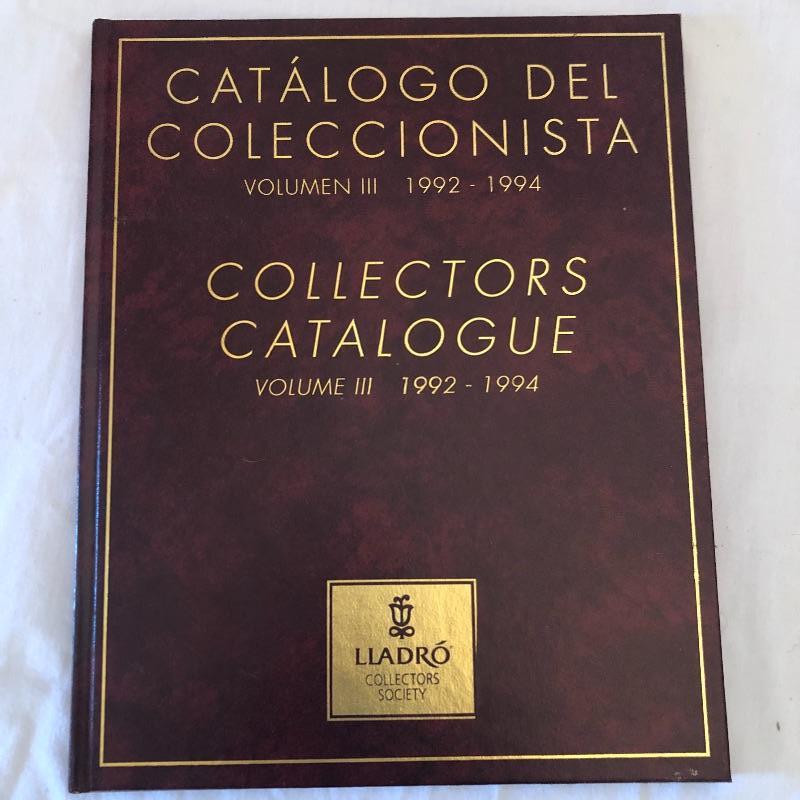 CATÁLOGO DEL
COLECCIONISTA
VOLUMEN III 1992 - 1994
COLLECTORS
CATALOGUE
VOLUME III 1992 - 1994
LLADRÓ
COLLECTORS
SOCIETY